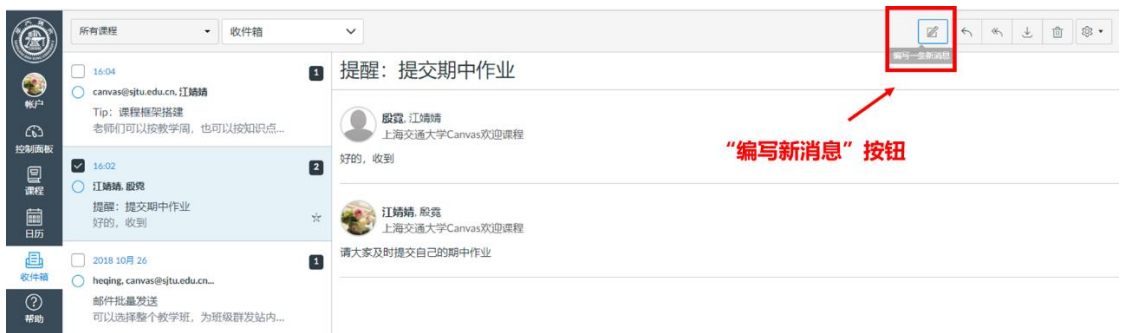 所有课程
收件箱
编写一些新消息
帐户
控制面板
课程
日历
收件箱
帮助
16:04
1
canvas@sjtu.edu.cn, 江婧婧
Tip：课程框架搭建
老师们可以按教学周，也可以按知识点...
16:02
2
江婧婧, 殷霓
提醒：提交期中作业
好的，收到
2018 10月 26
1
heqing, canvas@sjtu.edu.cn...
邮件批量发送
可以选择整个教学班，为班级群发站内...
提醒：提交期中作业
殷霓, 江婧婧
上海交通大学Canvas欢迎课程
好的，收到
江婧婧, 殷霓
上海交通大学Canvas欢迎课程
请大家及时提交自己的期中作业
“编写新消息”按钮